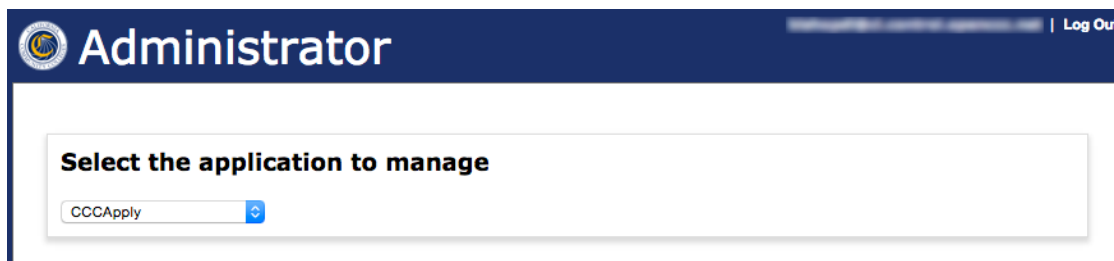 Administrator
| Log Ou
Select the application to manage
CCCApply